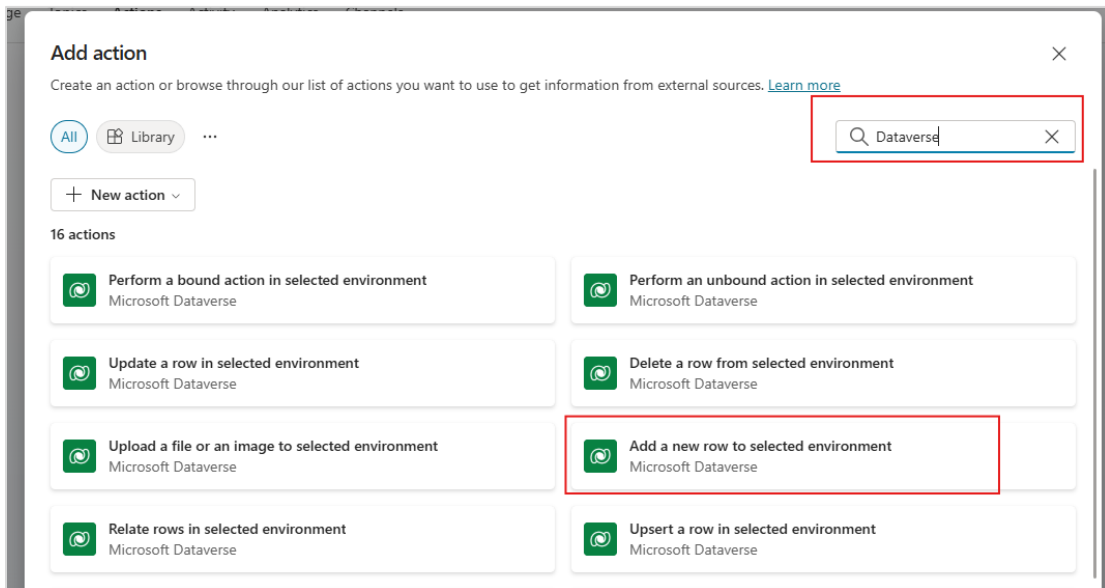 Add action
Create an action or browse through our list of actions you want to use to get information from external sources. Learn more
All Library ... Dataverse
New action
16 actions
Perform a bound action in selected environment
Microsoft Dataverse
Perform an unbound action in selected environment
Microsoft Dataverse
Update a row in selected environment
Microsoft Dataverse
Delete a row from selected environment
Microsoft Dataverse
Upload a file or an image to selected environment
Microsoft Dataverse
Add a new row to selected environment
Microsoft Dataverse
Relate rows in selected environment
Microsoft Dataverse
Upsert a row in selected environment
Microsoft Dataverse